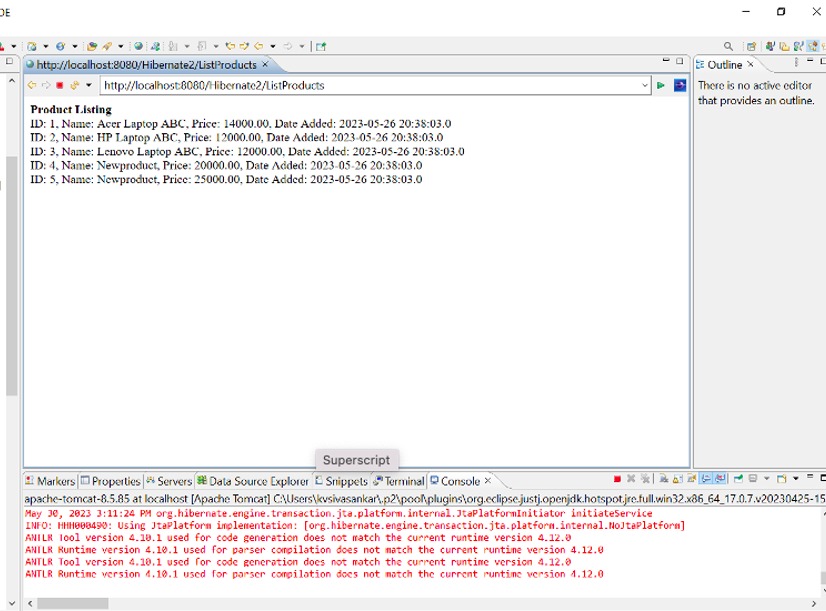 DE
http://localhost:8080/Hibernate2/ListProducts
http://localhost:8080/Hibernate2/ListProducts
Product Listing
ID: 1, Name: Acer Laptop ABC, Price: 14000.00, Date Added: 2023-05-26 20:38:03.0
ID: 2, Name: HP Laptop ABC, Price: 12000.00, Date Added: 2023-05-26 20:38:03.0
ID: 3, Name: Lenovo Laptop ABC, Price: 12000.00, Date Added: 2023-05-26 20:38:03.0
ID: 4, Name: Newproduct, Price: 20000.00, Date Added: 2023-05-26 20:38:03.0
ID: 5, Name: Newproduct, Price: 25000.00, Date Added: 2023-05-26 20:38:03.0
Outline
There is no active editor
that provides an outline.
Superscript
Markers Properties Servers Data Source Explorer Snippets Terminal Console
apache-tomcat-8.5.85 at localhost [Apache Tomcat] C:\Users\kvsivasankar\.p2\pool\plugins\org.eclipse.justj.openjdk.hotspot.jre.full.win32.x86_64_17.0.7.v20230425-15
May 30, 2023 3:11:24 PM org.hibernate.engine.transaction.jta.platform.internal.JtaPlatformInitiator initiateService
INFO: HHH000490: Using JtaPlatform implementation: [org.hibernate.engine.transaction.jta.platform.internal.NoJtaPlatform]
ANTLR Tool version 4.10.1 used for code generation does not match the current runtime version 4.12.0
ANTLR Runtime version 4.10.1 used for parser compilation does not match the current runtime version 4.12.0
ANTLR Tool version 4.10.1 used for code generation does not match the current runtime version 4.12.0
ANTLR Runtime version 4.10.1 used for parser compilation does not match the current runtime version 4.12.0